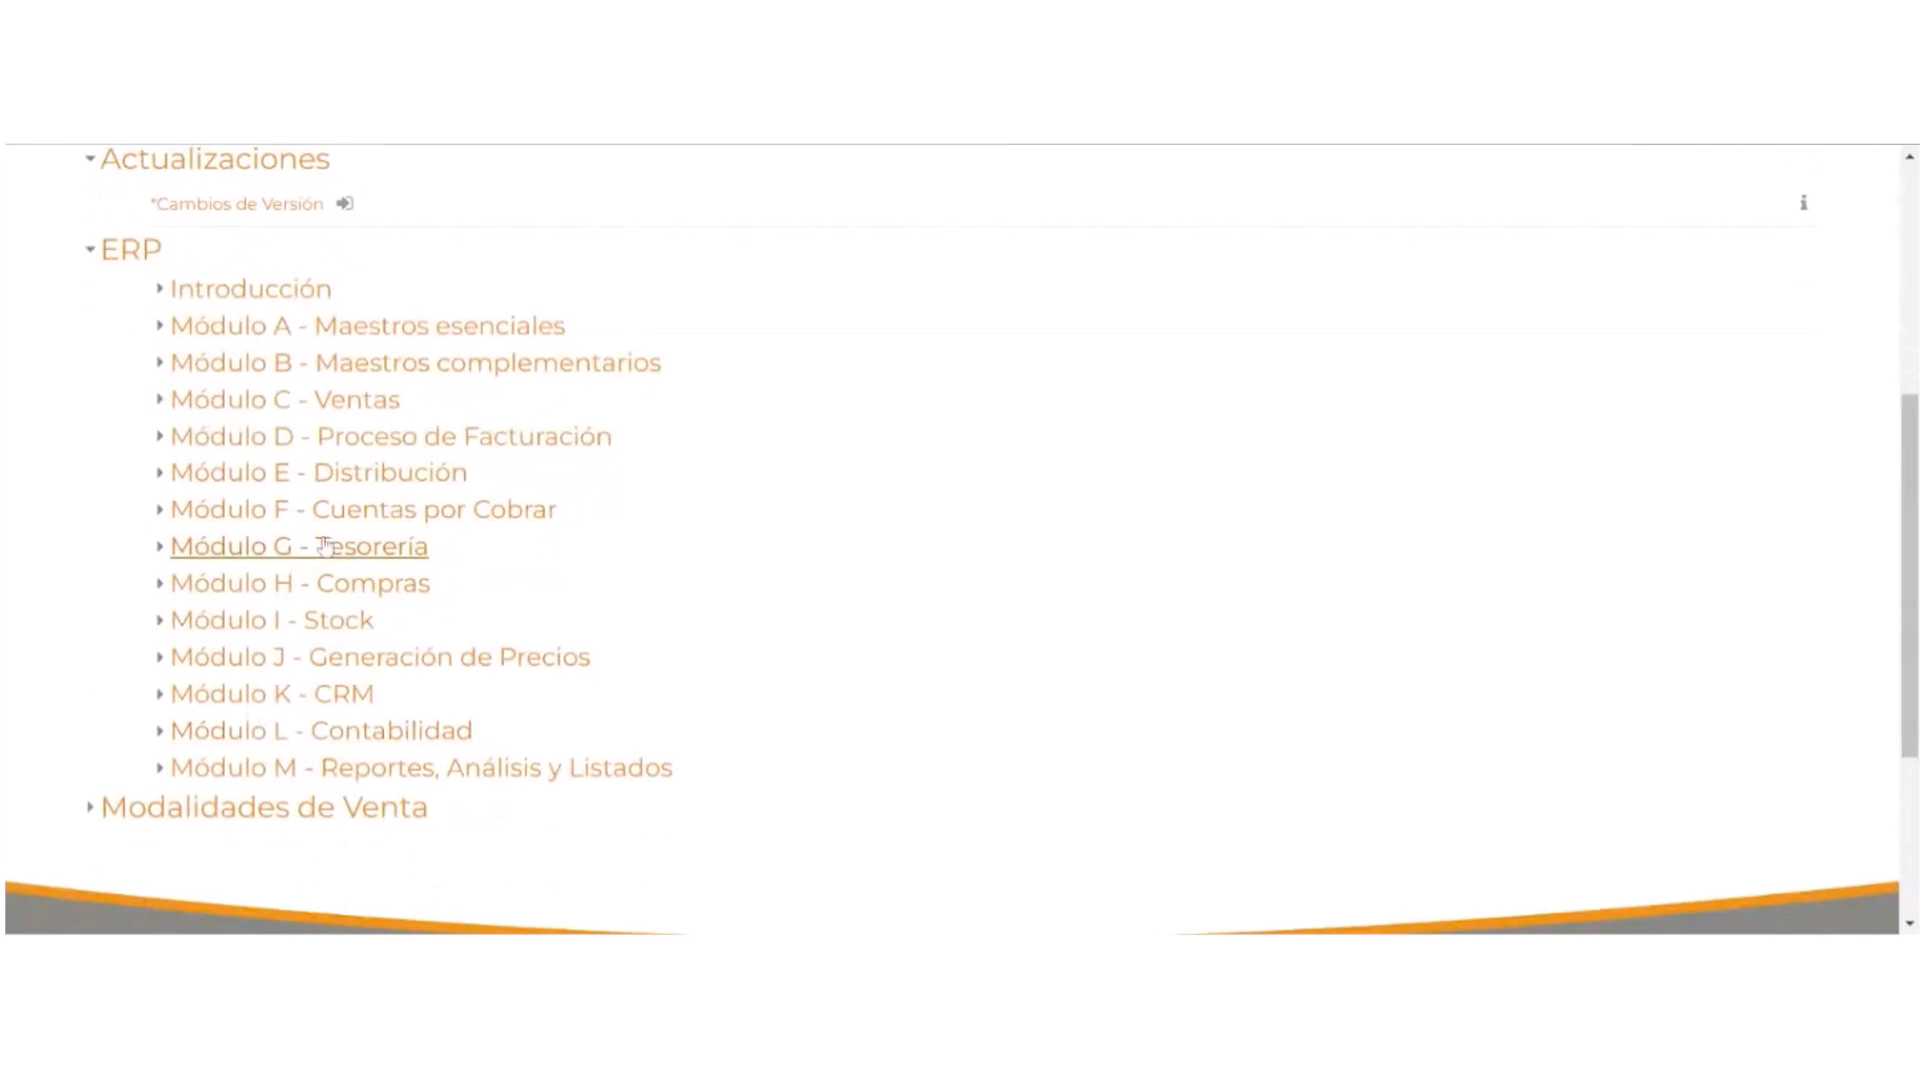 Actualizaciones
*Cambios de Versión
ERP
Introducción
Módulo A - Maestros esenciales
Módulo B - Maestros complementarios
Módulo C - Ventas
Módulo D - Proceso de Facturación
Módulo E - Distribución
Módulo F - Cuentas por Cobrar
Módulo G - Tesorería
Módulo H - Compras
Módulo I - Stock
Módulo J - Generación de Precios
Módulo K - CRM
Módulo L - Contabilidad
Módulo M - Reportes, Análisis y Listados
Modalidades de Venta